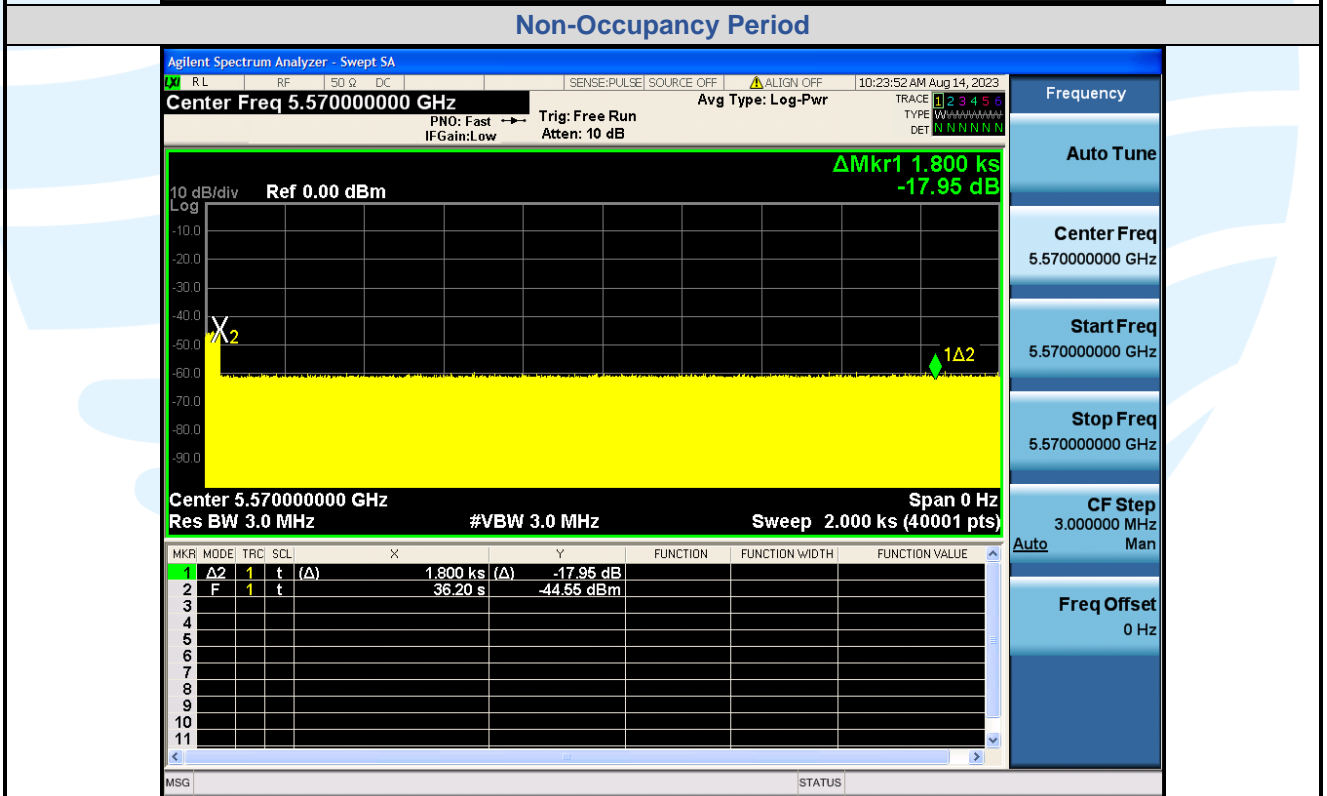 Non-Occupancy Period
Agilent Spectrum Analyzer - Swept SA
LXI RL RF 50 Ω DC SENSE:PULSE SOURCE OFF ALIGN OFF 10:23:52 AM Aug 14, 2023
Center Freq 5.570000000 GHz
PNO: Fast
IFGain:Low
Trig: Free Run
Atten: 10 dB
Avg Type: Log-Pwr
TRACE 1 2 3 4 5 6
TYPE WWWWWW
DET N N N N N N
ΔMkr1 1.800 ks
-17.95 dB
10 dB/div Ref 0.00 dBm
Log
-10.0
-20.0
-30.0
-40.0
-50.0
-60.0
-70.0
-80.0
-90.0
X2
1Δ2
Center 5.570000000 GHz Span 0 Hz
Res BW 3.0 MHz #VBW 3.0 MHz Sweep 2.000 ks (40001 pts)
MKR MODE TRC SCL X Y FUNCTION FUNCTION WIDTH FUNCTION VALUE
1 Δ2 1 t (Δ) 1.800 ks (Δ) -17.95 dB
2 F 1 t 36.20 s -44.55 dBm
3
4
5
6
7
8
9
10
11
MSG STATUS
Frequency
Auto Tune
Center Freq
5.570000000 GHz
Start Freq
5.570000000 GHz
Stop Freq
5.570000000 GHz
CF Step
3.000000 MHz
Auto Man
Freq Offset
0 Hz